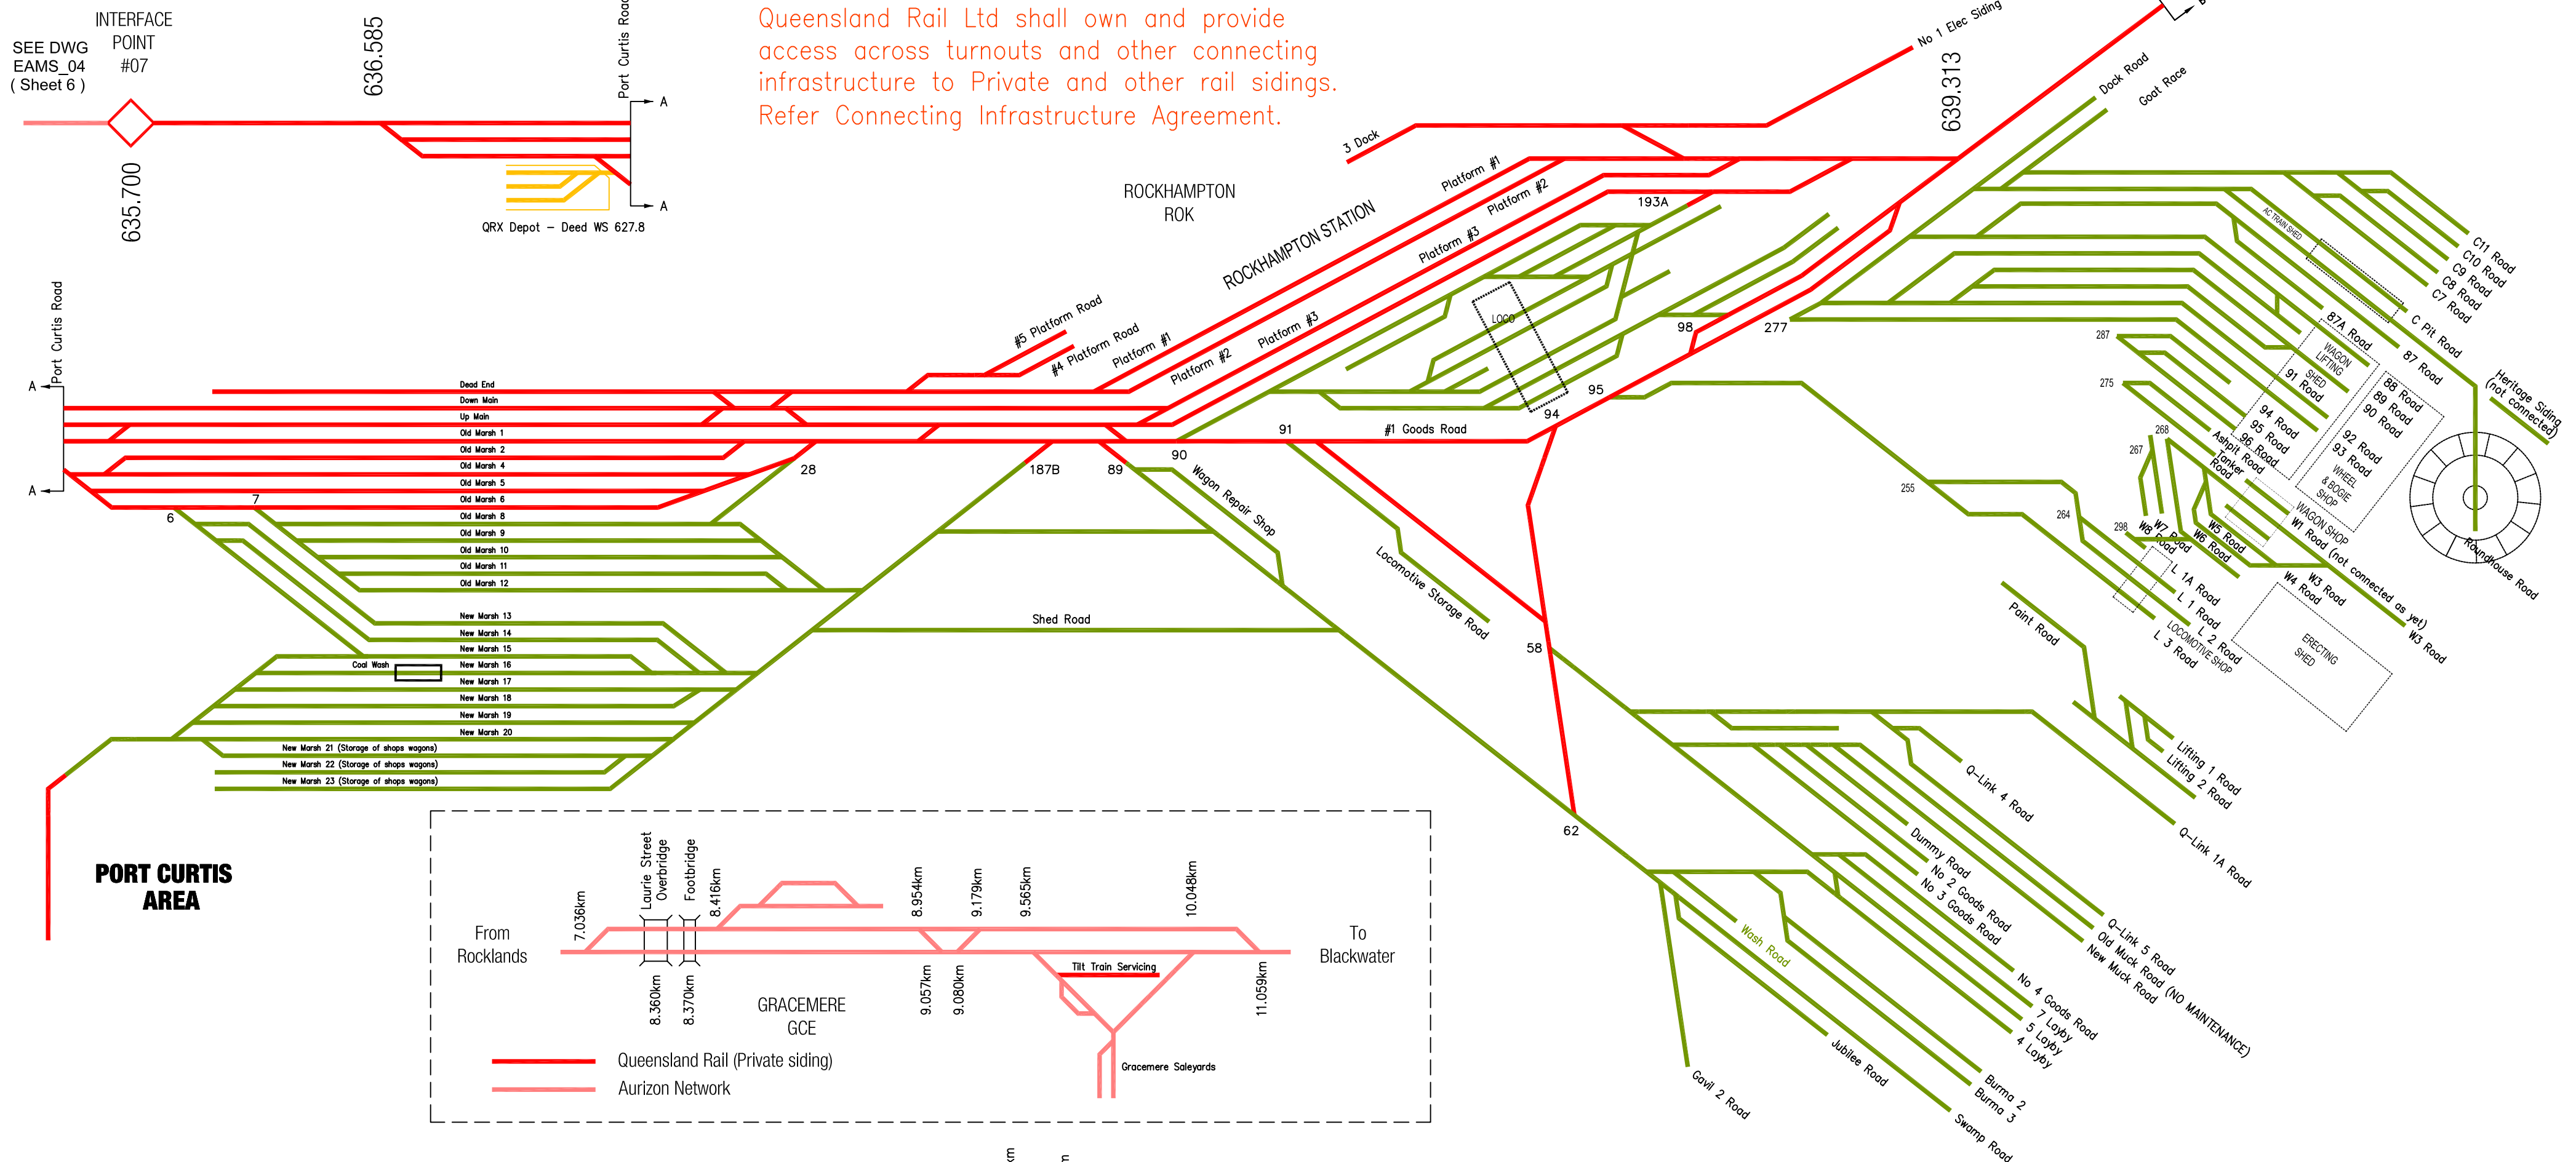 SEE DWG
EAMS_04
( Sheet 6 )
INTERFACE
POINT
#07
635.700
636.585
Port Curtis Road
A
A
QRX Depot – Deed WS 627.8
Queensland Rail Ltd shall own and provide
access across turnouts and other connecting
infrastructure to Private and other rail sidings.
Refer Connecting Infrastructure Agreement.
ROCKHAMPTON
ROK
ROCKHAMPTON STATION
3 Dock
No 1 Elec Siding
639.313
Dock Road
Goat Race
Platform #1
Platform #2
Platform #3
193A
#5 Platform Road
#4 Platform Road
Platform #1
Platform #2
Platform #3
LOCO
98
277
95
94
#1 Goods Road
91
90
89
187B
28
Port Curtis Road
A
A
Dead End
Down Main
Up Main
Old Marsh 1
Old Marsh 2
Old Marsh 4
Old Marsh 5
Old Marsh 6
Old Marsh 8
Old Marsh 9
Old Marsh 10
Old Marsh 11
Old Marsh 12
New Marsh 13
New Marsh 14
New Marsh 15
New Marsh 16
New Marsh 17
New Marsh 18
New Marsh 19
New Marsh 20
New Marsh 21 (Storage of shops wagons)
New Marsh 22 (Storage of shops wagons)
New Marsh 23 (Storage of shops wagons)
Coal Wash
6
7
Shed Road
Wagon Repair Shop
Locomotive Storage Road
58
62
AC TRAIN SHED
C11 Road
C10 Road
C9 Road
C8 Road
C7 Road
C Pit Road
87 Road
87A Road
WAGON
LIFTING
SHED
91 Road
88 Road
89 Road
90 Road
92 Road
93 Road
WHEEL
& BOGIE
SHOP
94 Road
95 Road
96 Road
Ashpit Road
Tanker
Road
Heritage Siding
(not connected)
Roundhouse Road
287
275
268
267
255
264
298
WAGON SHOP
W1 Road (not connected as yet)
W3 Road
W3 Road
W4 Road
W5 Road
W6 Road
W7 Road
W8 Road
L 1A Road
L 1 Road
L 2 Road
L 3 Road
LOCOMOTIVE SHOP
ERECTING
SHED
Paint Road
Lifting 1 Road
Lifting 2 Road
Q–Link 1A Road
Q–Link 4 Road
Q–Link 5 Road
Old Muck Road (NO MAINTENANCE)
New Muck Road
Dummy Road
No 2 Goods Road
No 3 Goods Road
No 4 Goods Road
7 Layby
5 Layby
4 Layby
Wash Road
Burma 2
Burma 3
Jubilee Road
Swamp Road
Gavil 2 Road
PORT CURTIS
AREA
From
Rocklands
7.036km
Laurie Street
Overbridge
Footbridge
8.416km
8.360km
8.370km
8.954km
9.179km
9.565km
10.048km
9.057km
9.080km
11.059km
Tilt Train Servicing
GRACEMERE
GCE
Gracemere Saleyards
To
Blackwater
Queensland Rail (Private siding)
Aurizon Network